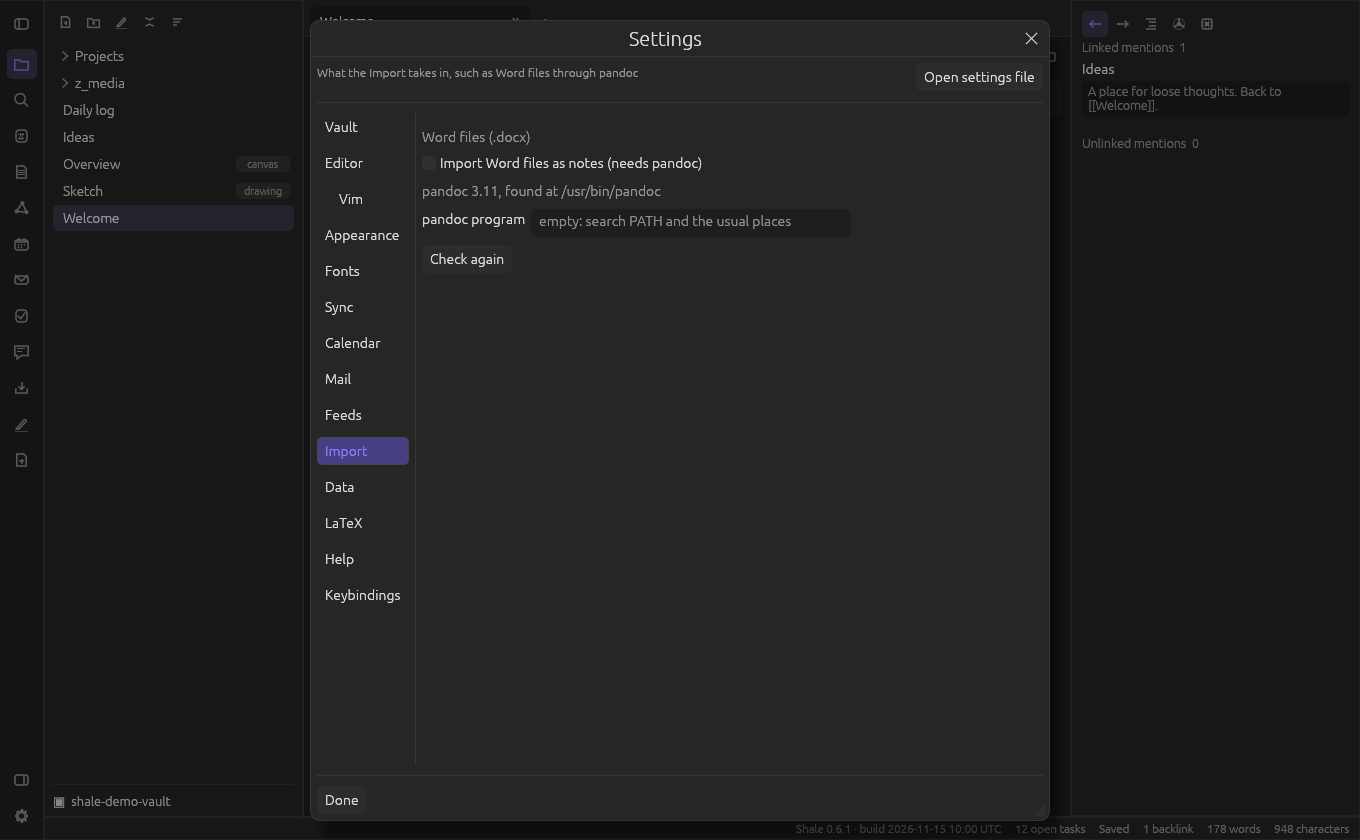 Settings
What the Import takes in, such as Word files through pandoc
Open settings file
Vault
Editor
Vim
Appearance
Fonts
Sync
Calendar
Mail
Feeds
Import
Data
LaTeX
Help
Keybindings
Word files (.docx)
Import Word files as notes (needs pandoc)
pandoc 3.11, found at /usr/bin/pandoc
pandoc program empty: search PATH and the usual places
Check again
Done
Projects
z_media
Daily log
Ideas
Overview canvas
Sketch drawing
Welcome
shale-demo-vault
Linked mentions 1
Ideas
A place for loose thoughts. Back to
[[Welcome]].
Unlinked mentions 0
Shale 0.6.1 · build 2026-11-15 10:00 UTC 12 open tasks Saved 1 backlink 178 words 948 characters